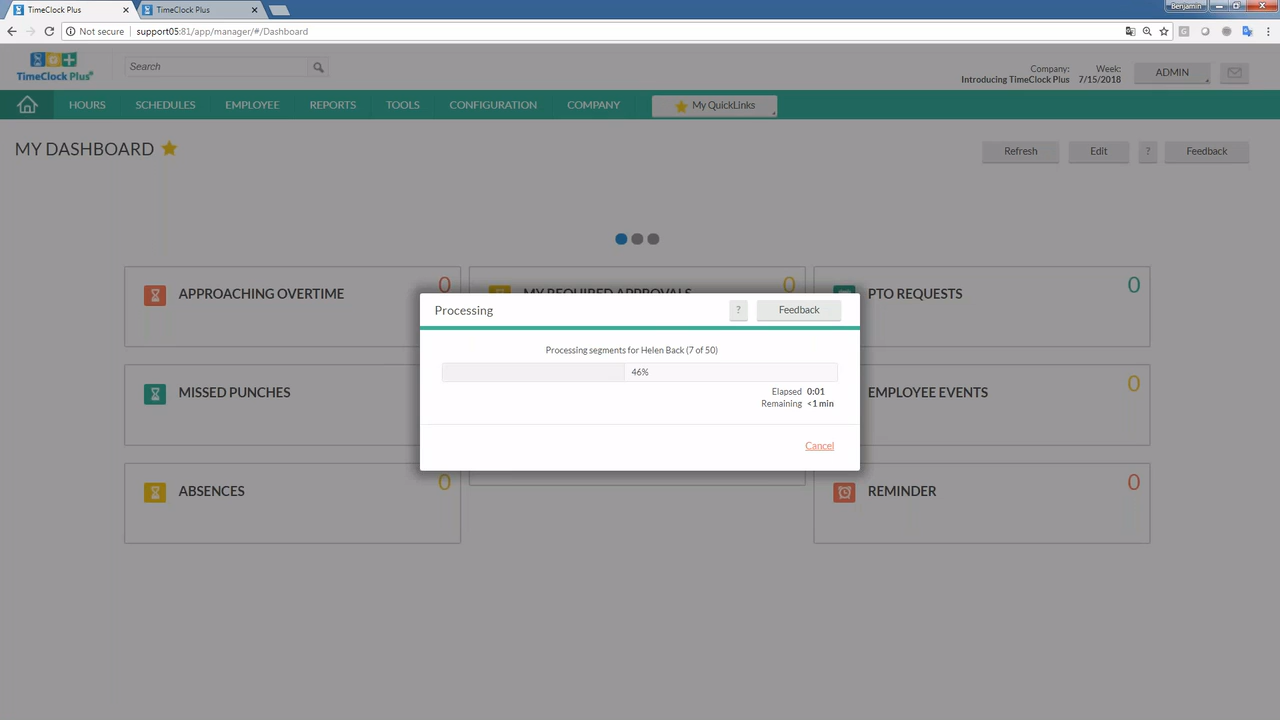 TimeClock Plus
TimeClock Plus
Benjamin
Not secure
support05:81/app/manager/#/Dashboard
TimeClock Plus
Search
Company:
Introducing TimeClock Plus
Week:
7/15/2018
ADMIN
HOURS
SCHEDULES
EMPLOYEE
REPORTS
TOOLS
CONFIGURATION
COMPANY
My QuickLinks
MY DASHBOARD
Refresh
Edit
?
Feedback
APPROACHING OVERTIME
0
MY REQUIRED APPROVALS
0
PTO REQUESTS
0
Processing
?
Feedback
Processing segments for Helen Back (7 of 50)
46%
Elapsed 0:01
Remaining <1 min
Cancel
MISSED PUNCHES
EMPLOYEE EVENTS
0
ABSENCES
0
REMINDER
0